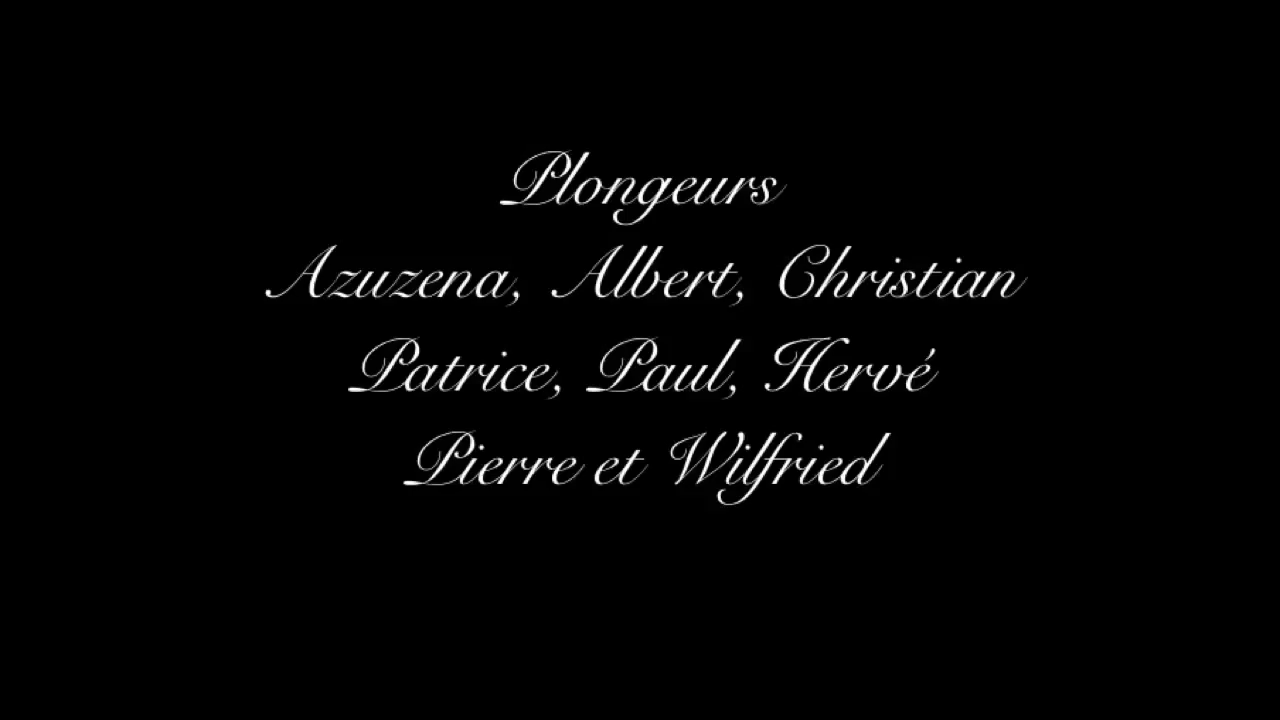 Plongeurs
Azuzena, Albert, Christian
Patrice, Paul, Hervé
Pierre et Wilfried